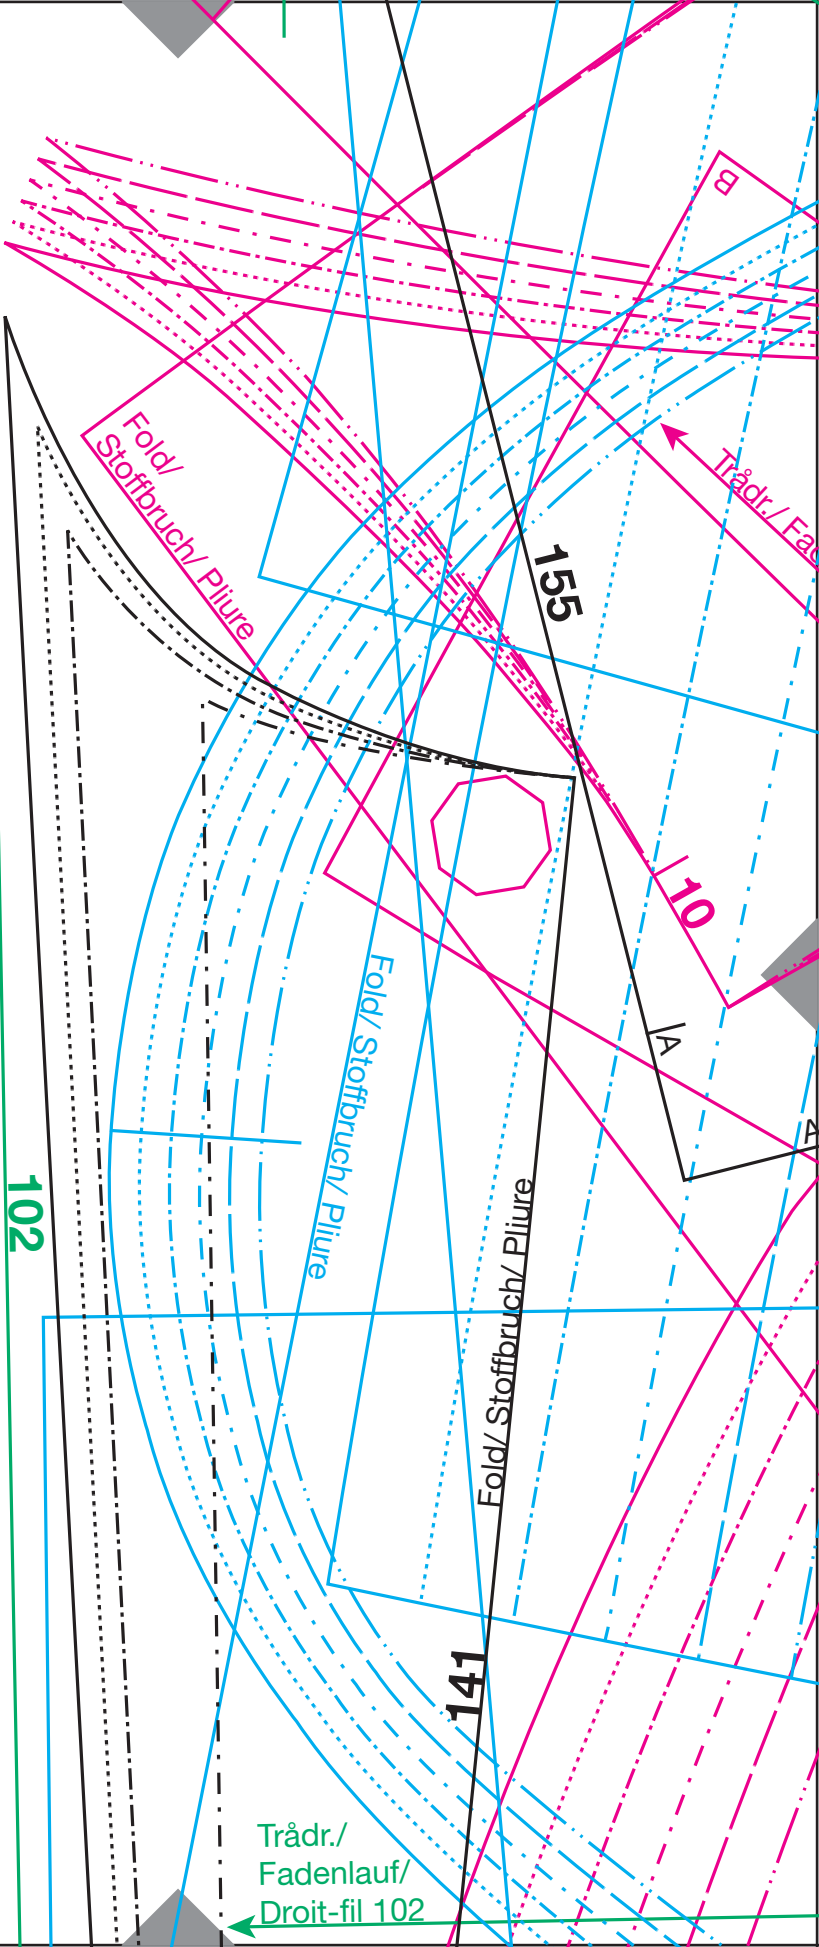 B
Fold/
Stoffbruch/ Pliure
Trådr./
155
10
A
A
Fold/ Stoffbruch/ Pliure
102
Fold/ Stoffbruch/ Pliure
141
Trådr./
Fadenlauf/
Droit-fil 102